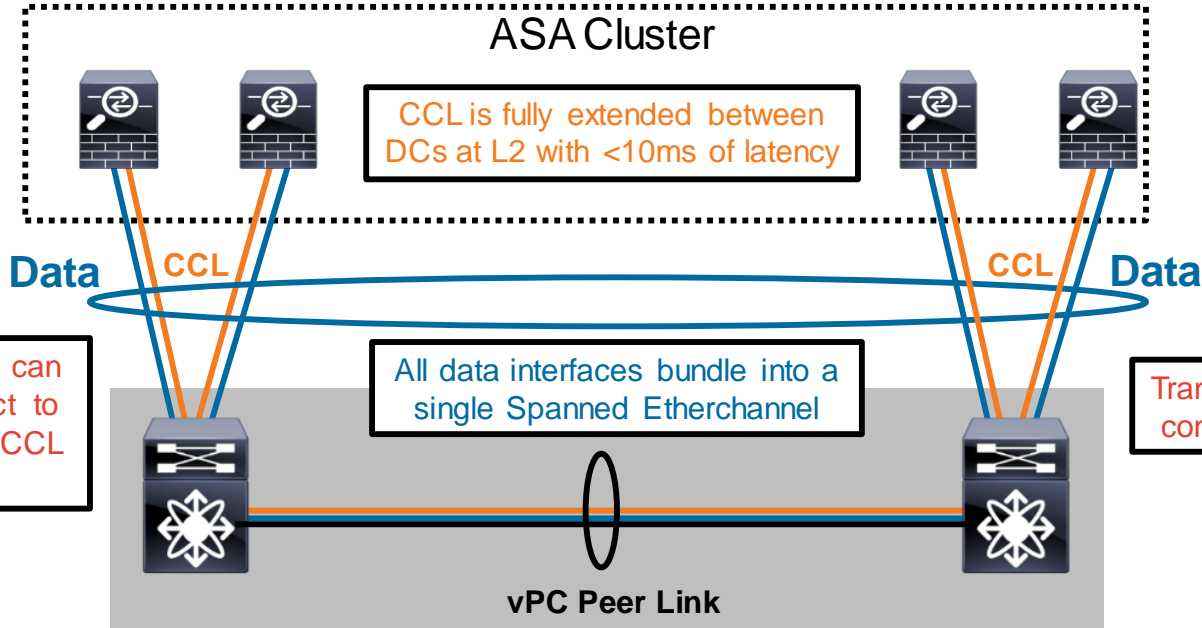 ASA Cluster
CCL is fully extended between
DCs at L2 with <10ms of latency
Data
CCL
CCL
Data
can
ct to
CCL
All data interfaces bundle into a
single Spanned Etherchannel
Tran
cor
vPC Peer Link